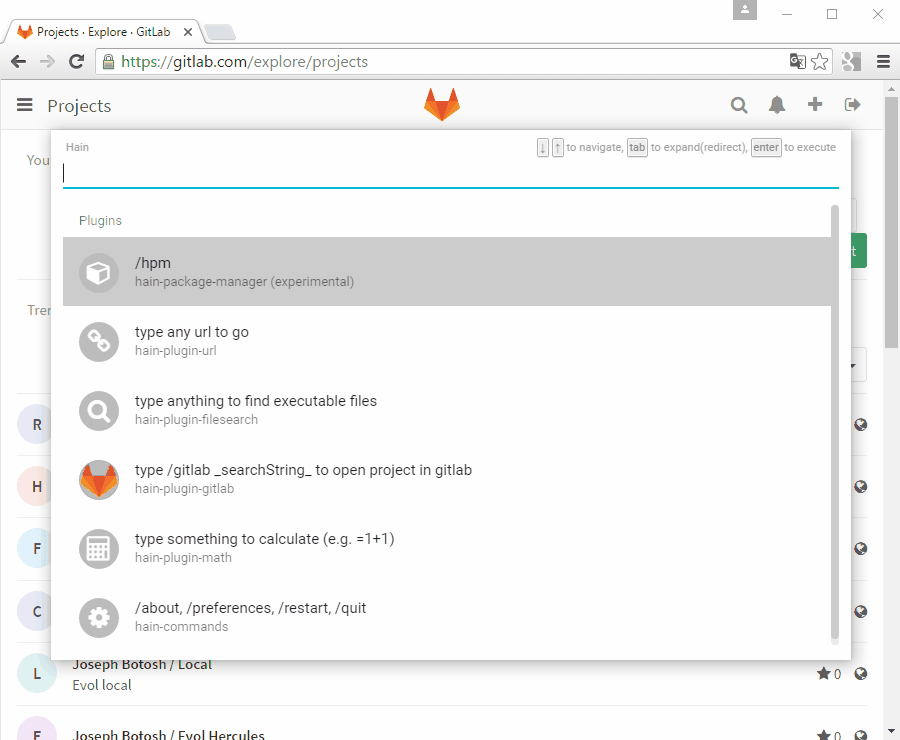 Projects · Explore · GitLab
https://gitlab.com/explore/projects
Projects
Hain
↓ ↑ to navigate, tab to expand(redirect), enter to execute
You
Plugins
/hpm
hain-package-manager (experimental)
t
type any url to go
hain-plugin-url
Tren
type anything to find executable files
hain-plugin-filesearch
R
type /gitlab _searchString_ to open project in gitlab
hain-plugin-gitlab
H
type something to calculate (e.g. =1+1)
hain-plugin-math
F
/about, /preferences, /restart, /quit
hain-commands
C
L
Joseph Botosh / Local
Evol local
0
Joseph Botosh / Evol Hercules
0